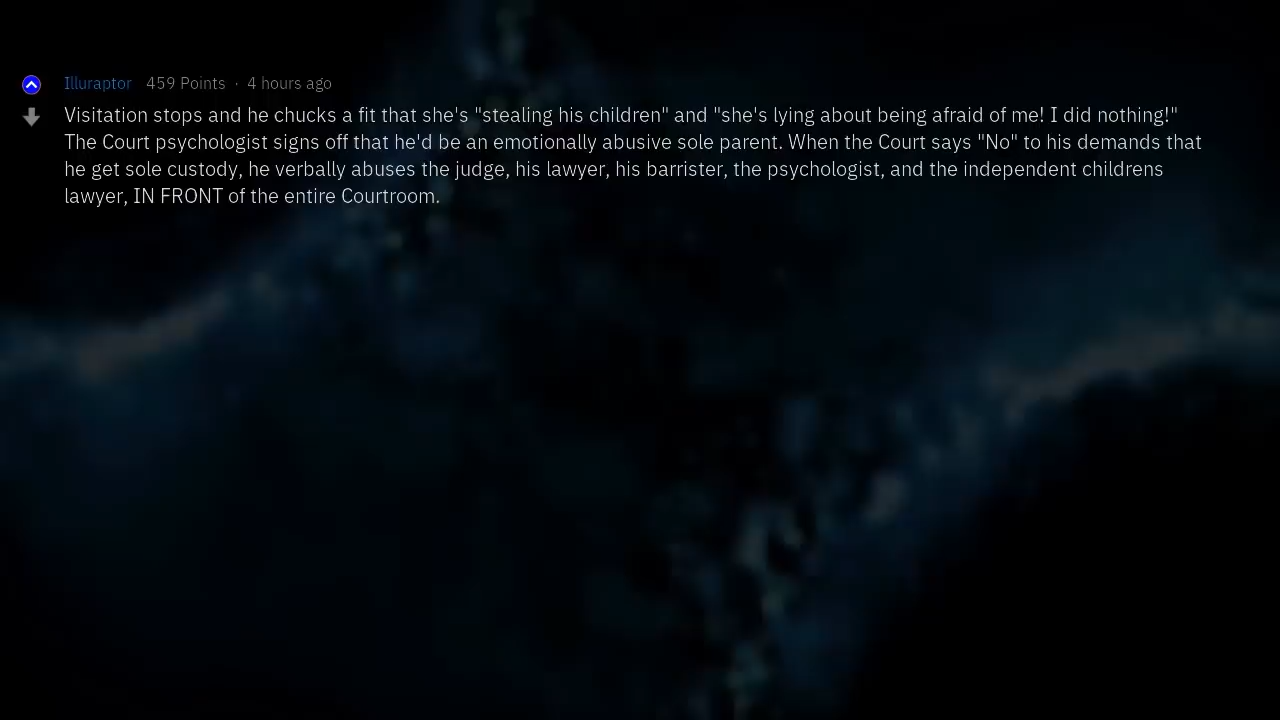 Illuraptor 459 Points · 4 hours ago
Visitation stops and he chucks a fit that she's "stealing his children" and "she's lying about being afraid of me! I did nothing!"
The Court psychologist signs off that he'd be an emotionally abusive sole parent. When the Court says "No" to his demands that
he get sole custody, he verbally abuses the judge, his lawyer, his barrister, the psychologist, and the independent childrens
lawyer, IN FRONT of the entire Courtroom.